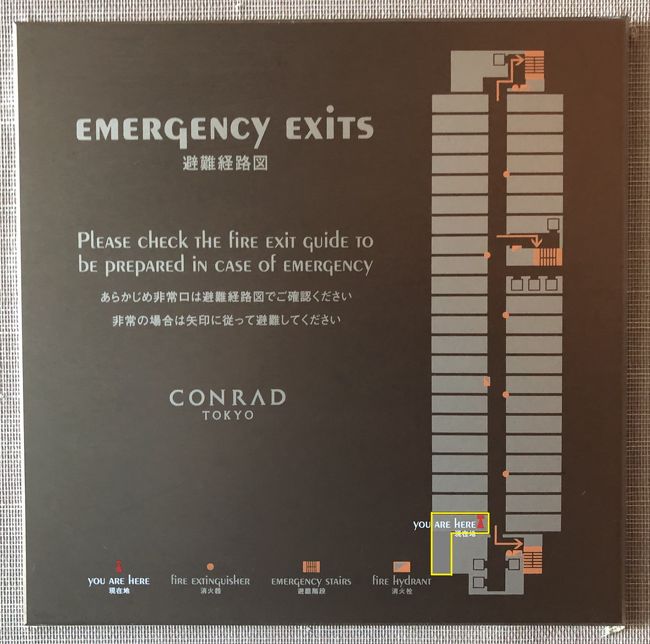 EMERGENCY EXITS
避難経路図
PLEASE CHECK THE FIRE EXIT GUIDE TO
BE PREPARED IN CASE OF EMERGENCY
あらかじめ非常口は避難経路図でご確認ください
非常の場合は矢印に従って避難してください
CONRAD
TOKYO
YOU ARE HERE
現在地
YOU ARE HERE
現在地
FIRE EXTINGUISHER
消火器
EMERGENCY STAIRS
避難階段
FIRE HYDRANT
消火栓